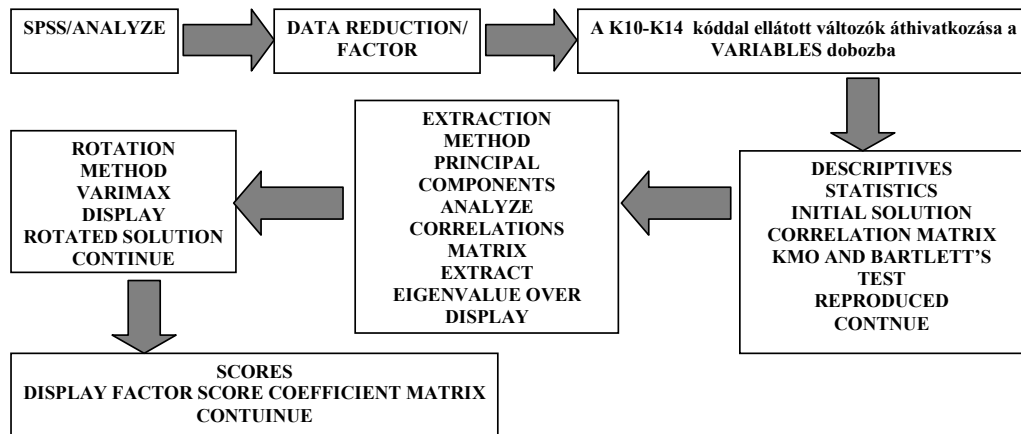 SPSS/ANALYZE
DATA REDUCTION/
FACTOR
A K10-K14 kóddal ellátott változók áthivatkozása a
VARIABLES dobozba
DESCRIPTIVES
STATISTICS
INITIAL SOLUTION
CORRELATION MATRIX
KMO AND BARTLETT’S
TEST
REPRODUCED
CONTNUE
EXTRACTION
METHOD
PRINCIPAL
COMPONENTS
ANALYZE
CORRELATIONS
MATRIX
EXTRACT
EIGENVALUE OVER
DISPLAY
ROTATION
METHOD
VARIMAX
DISPLAY
ROTATED SOLUTION
CONTINUE
SCORES
DISPLAY FACTOR SCORE COEFFICIENT MATRIX
CONTUINUE